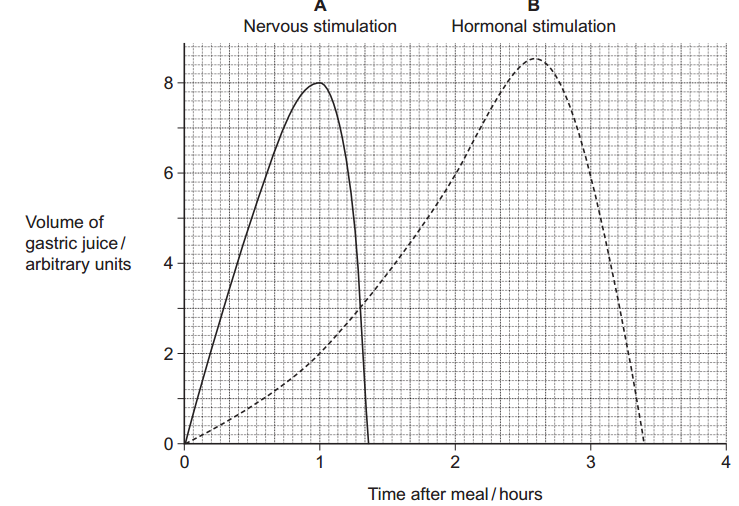 A
B
Nervous stimulation
Hormonal stimulation
8
6
4
2
0
Volume of
gastric juice /
arbitrary units
0
1
2
3
4
Time after meal / hours